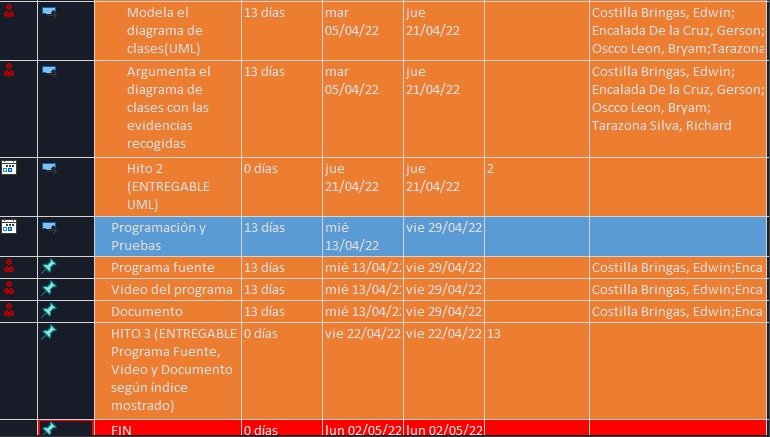 Modela el diagrama de clases(UML) 13 días mar 05/04/22 jue 21/04/22 Costilla Bringas, Edwin; Encalada De la Cruz, Gerson; Oscco Leon, Bryam;Tarazona
Argumenta el diagrama de clases con las evidencias recogidas 13 días mar 05/04/22 jue 21/04/22 Costilla Bringas, Edwin; Encalada De la Cruz, Gerson; Oscco Leon, Bryam; Tarazona Silva, Richard
Hito 2 (ENTREGABLE UML) 0 días jue 21/04/22 jue 21/04/22 2
Programación y Pruebas 13 días mié 13/04/22 vie 29/04/22
Programa fuente 13 días mié 13/04/2 vie 29/04/22 Costilla Bringas, Edwin;Enca
Video del programa 13 días mié 13/04/2 vie 29/04/22 Costilla Bringas, Edwin;Enca
Documento 13 días mié 13/04/2 vie 29/04/22 Costilla Bringas, Edwin;Enca
HITO 3 (ENTREGABLE Programa Fuente, Video y Documento según índice mostrado) 0 días vie 22/04/22 vie 22/04/22 13
FIN 0 días lun 02/05/22 lun 02/05/22